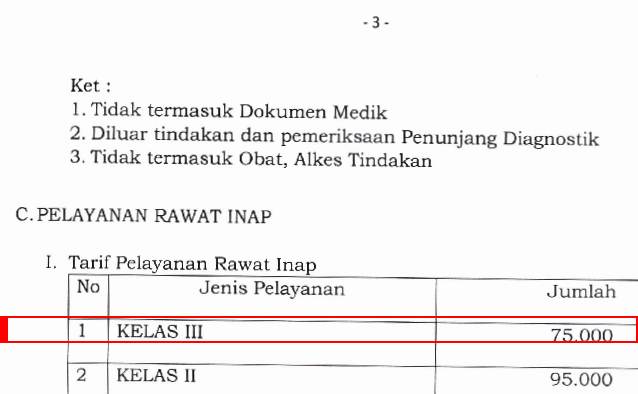 - 3 -
Ket :
1. Tidak termasuk Dokumen Medik
2. Diluar tindakan dan pemeriksaan Penunjang Diagnostik
3. Tidak termasuk Obat, Alkes Tindakan
C. PELAYANAN RAWAT INAP
I. Tarif Pelayanan Rawat Inap
No Jenis Pelayanan Jumlah
1 KELAS III 75.000
2 KELAS II 95.000